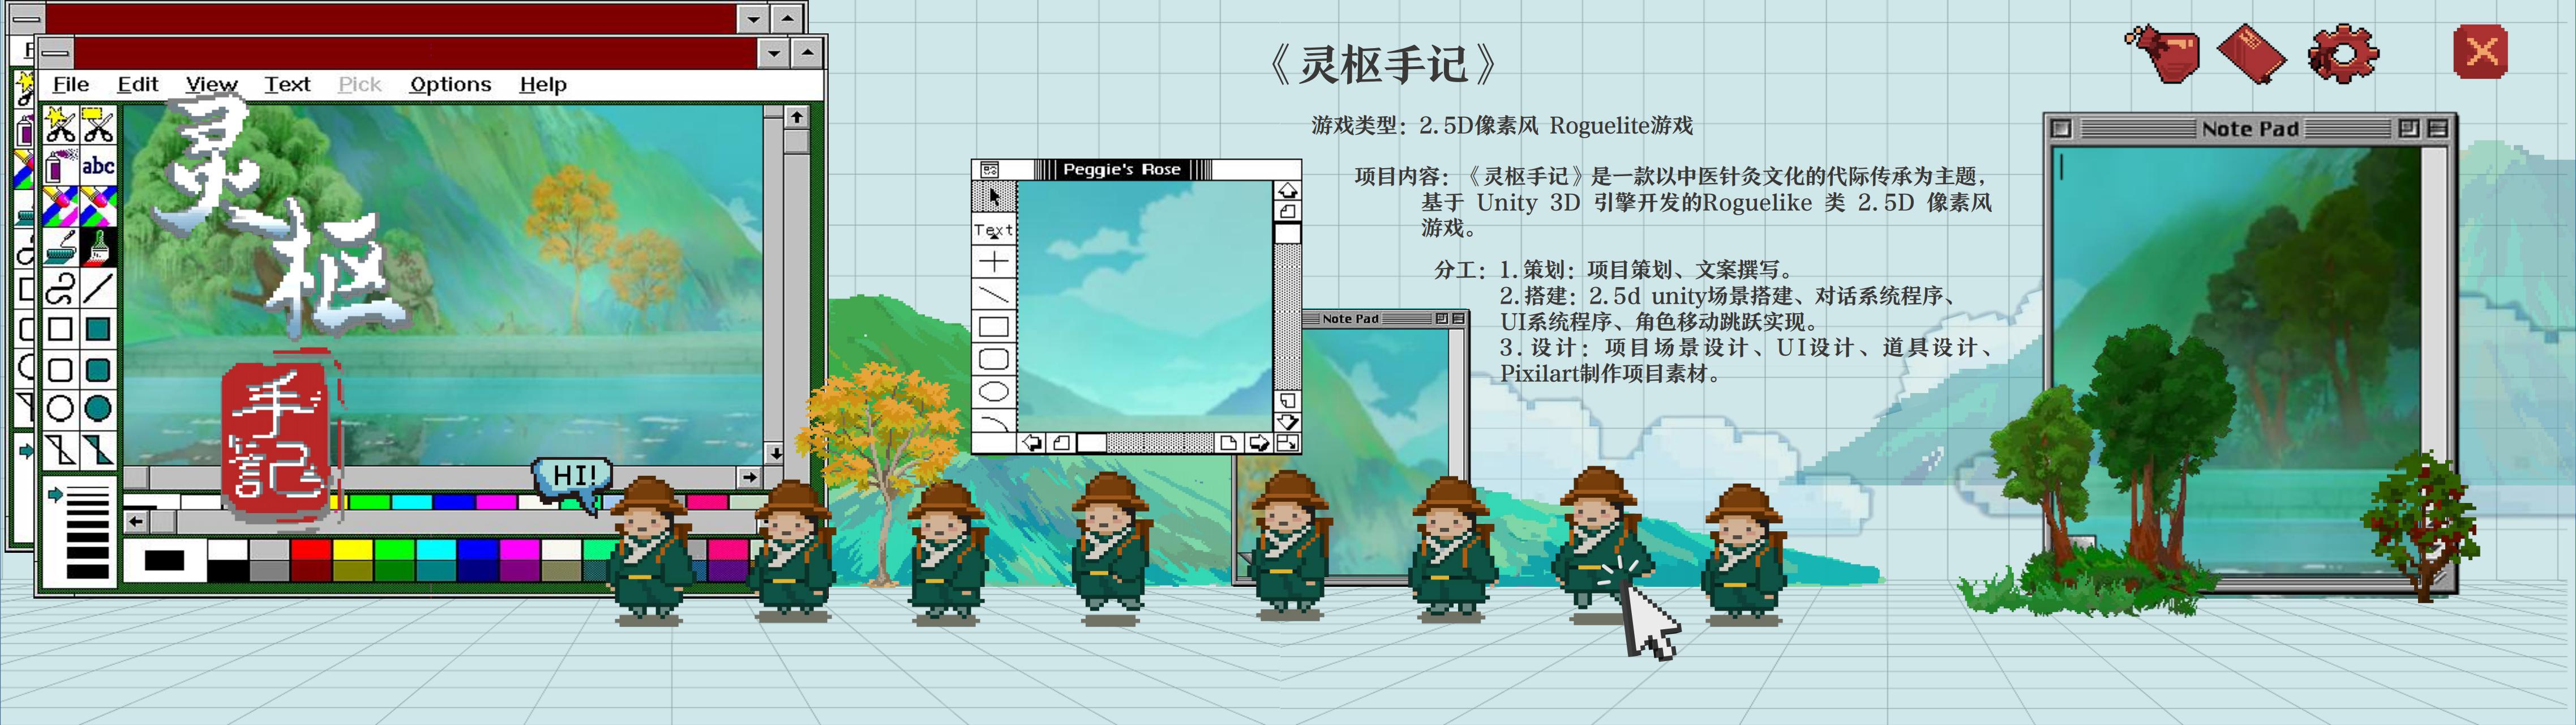 File Edit View Text Pick Options Help
abc
灵
枢
手
记
HI!
Peggie's Rose
Text
Note Pad
《灵枢手记》
游戏类型：2.5D像素风 Roguelite游戏
项目内容：《灵枢手记》是一款以中医针灸文化的代际传承为主题，
基于 Unity 3D 引擎开发的Roguelike 类 2.5D 像素风
游戏。
分工：1.策划：项目策划、文案撰写。
2.搭建：2.5d unity场景搭建、对话系统程序、
UI系统程序、角色移动跳跃实现。
3.设计：项目场景设计、UI设计、道具设计、
Pixilart制作项目素材。
Note Pad